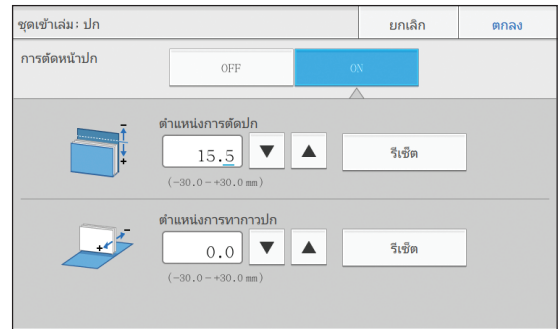 ชุดเข้าเล่ม: ปก ยกเลิก ตกลง
การตัดหน้าปก OFF ON
ตำแหน่งการตัดปก
15.5 ▼ ▲ รีเซ็ต
(-30.0-+30.0 mm)
ตำแหน่งการทากาวปก
0.0 ▼ ▲ รีเซ็ต
(-30.0-+30.0 mm)